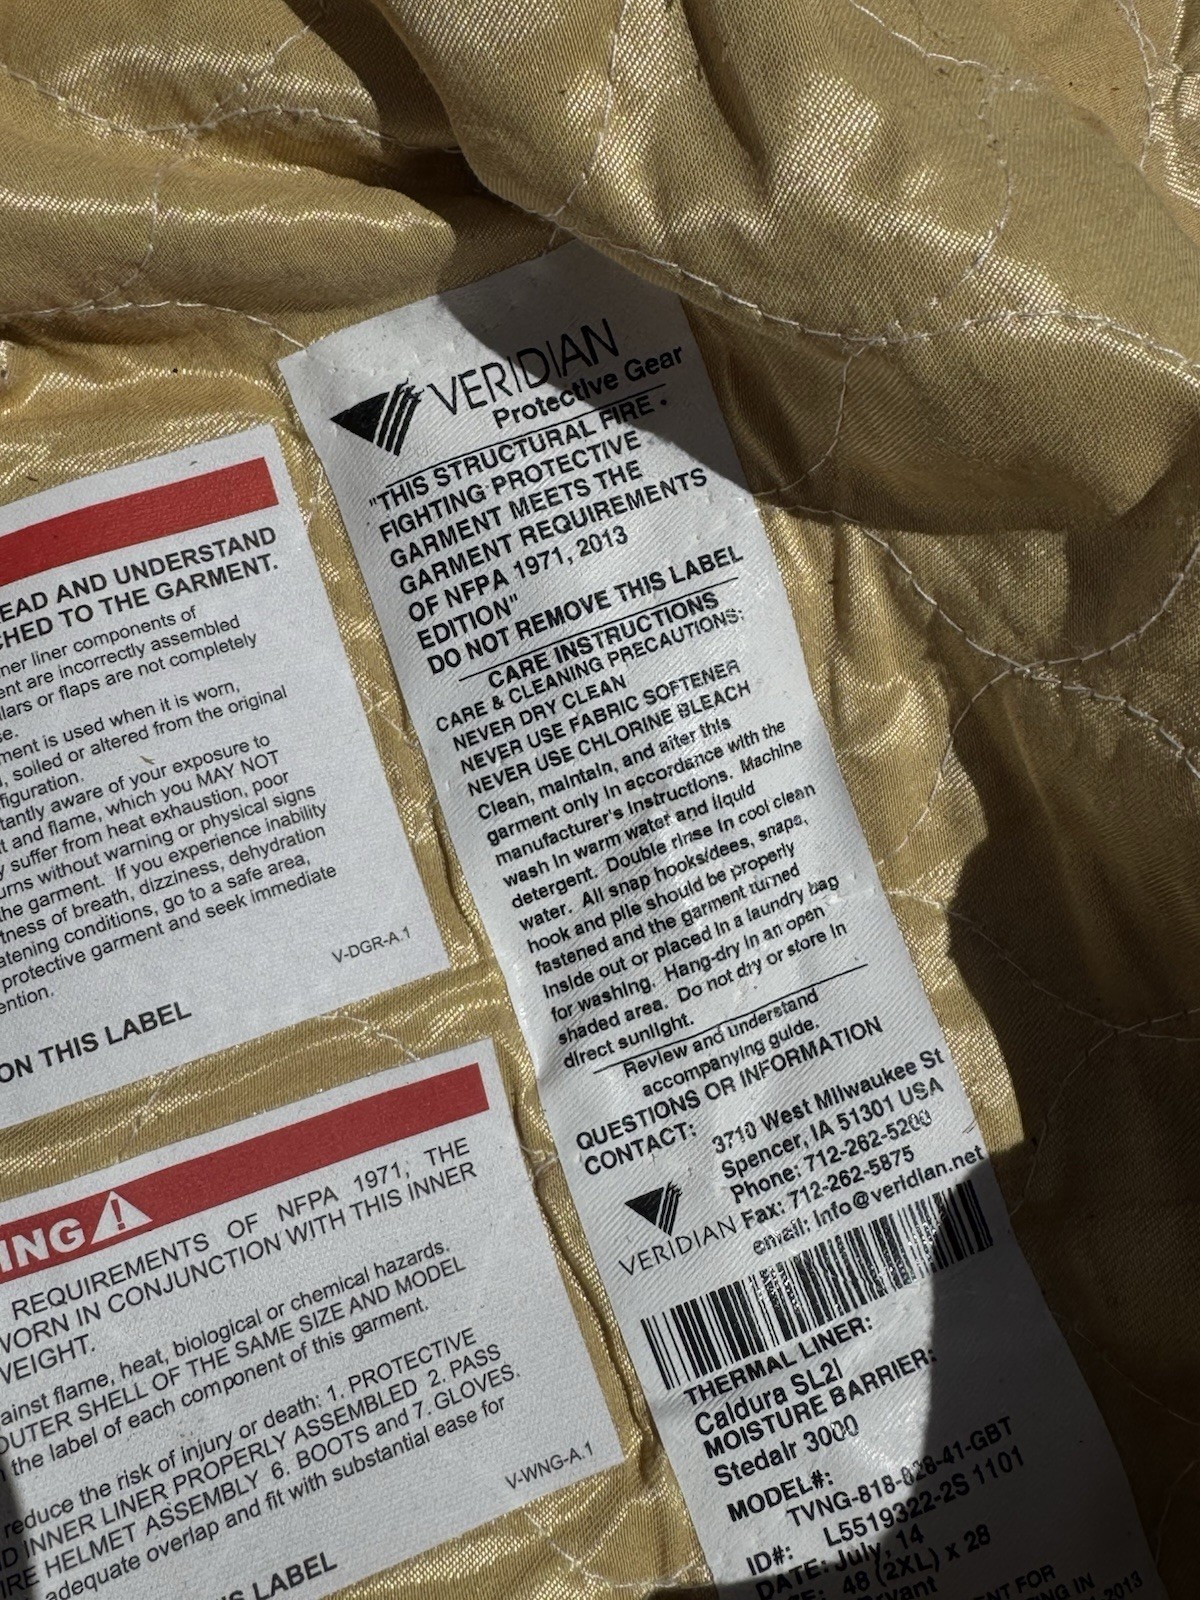 EAD AND UNDERSTAND
CHED TO THE GARMENT.
ner liner components of
ent are incorrectly assembled
llars or flaps are not completely
se.
ment is used when it is worn,
, soiled or altered from the original
figuration.
tantly aware of your exposure to
t and flame, which you MAY NOT
y suffer from heat exhaustion, poor
urns without warning or physical signs
the garment. If you experience inability
tness of breath, dizziness, dehydration
atening conditions, go to a safe area,
protective garment and seek immediate
ention.
V-DGR-A.1
ON THIS LABEL
ING
REQUIREMENTS OF NFPA 1971; THE
WORN IN CONJUNCTION WITH THIS INNER
WEIGHT.
ainst flame, heat, biological or chemical hazards.
OUTER SHELL OF THE SAME SIZE AND MODEL
n the label of each component of this garment.
reduce the risk of injury or death: 1. PROTECTIVE
D INNER LINER PROPERLY ASSEMBLED 2. PASS
IRE HELMET ASSEMBLY 6. BOOTS and 7. GLOVES.
adequate overlap and fit with substantial ease for
V-WNG-A.1
IS LABEL
VERIDIAN
Protective Gear
"THIS STRUCTURAL FIRE
FIGHTING PROTECTIVE
GARMENT MEETS THE
GARMENT REQUIREMENTS
OF NFPA 1971, 2013
EDITION"
DO NOT REMOVE THIS LABEL
CARE INSTRUCTIONS
CARE & CLEANING PRECAUTIONS:
NEVER DRY CLEAN
NEVER USE FABRIC SOFTENER
NEVER USE CHLORINE BLEACH
Clean, maintain, and alter this
garment only in accordance with the
manufacturer's instructions. Machine
wash in warm water and liquid
detergent. Double rinse in cool clean
water. All snap hooks/dees, snaps,
hook and pile should be properly
fastened and the garment turned
inside out or placed in a laundry bag
for washing. Hang-dry in an open
shaded area. Do not dry or store in
direct sunlight.
Review and understand
accompanying guide.
QUESTIONS OR INFORMATION
CONTACT:
3710 West Milwaukee St
Spencer, IA 51301 USA
Phone: 712-262-5200
Fax: 712-262-5875
email: info@veridian.net
VERIDIAN
THERMAL LINER:
Caldura SL2i
MOISTURE BARRIER:
Stedair 3000
MODEL#:
TVNG-818-828-41-GBT
L5519322-2S 1101
ID#:
DATE: July, 14
48 (2XL) x 28
ryant
ENT FOR
NG IN
2013